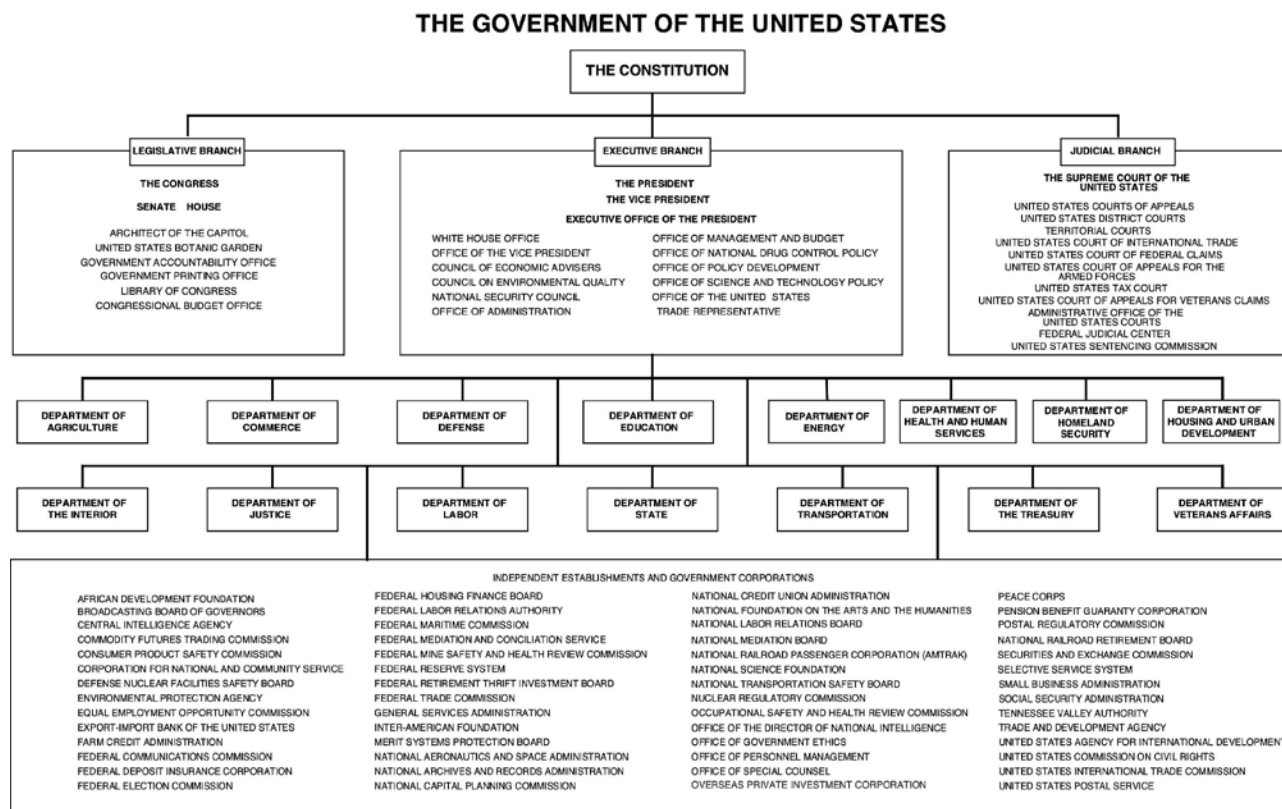 THE GOVERNMENT OF THE UNITED STATES
THE CONSTITUTION
LEGISLATIVE BRANCH
THE CONGRESS
SENATE HOUSE
ARCHITECT OF THE CAPITOL
UNITED STATES BOTANIC GARDEN
GOVERNMENT ACCOUNTABILITY OFFICE
GOVERNMENT PRINTING OFFICE
LIBRARY OF CONGRESS
CONGRESSIONAL BUDGET OFFICE
EXECUTIVE BRANCH
THE PRESIDENT
THE VICE PRESIDENT
EXECUTIVE OFFICE OF THE PRESIDENT
WHITE HOUSE OFFICE
OFFICE OF THE VICE PRESIDENT
COUNCIL OF ECONOMIC ADVISERS
COUNCIL ON ENVIRONMENTAL QUALITY
NATIONAL SECURITY COUNCIL
OFFICE OF ADMINISTRATION
OFFICE OF MANAGEMENT AND BUDGET
OFFICE OF NATIONAL DRUG CONTROL POLICY
OFFICE OF POLICY DEVELOPMENT
OFFICE OF SCIENCE AND TECHNOLOGY POLICY
OFFICE OF THE UNITED STATES
TRADE REPRESENTATIVE
JUDICIAL BRANCH
THE SUPREME COURT OF THE
UNITED STATES
UNITED STATES COURTS OF APPEALS
UNITED STATES DISTRICT COURTS
TERRITORIAL COURTS
UNITED STATES COURT OF INTERNATIONAL TRADE
UNITED STATES COURT OF FEDERAL CLAIMS
UNITED STATES COURT OF APPEALS FOR THE
ARMED FORCES
UNITED STATES TAX COURT
UNITED STATES COURT OF APPEALS FOR VETERANS CLAIMS
ADMINISTRATIVE OFFICE OF THE
UNITED STATES COURTS
FEDERAL JUDICIAL CENTER
UNITED STATES SENTENCING COMMISSION
DEPARTMENT OF
AGRICULTURE
DEPARTMENT OF
COMMERCE
DEPARTMENT OF
DEFENSE
DEPARTMENT OF
EDUCATION
DEPARTMENT OF
ENERGY
DEPARTMENT OF
HEALTH AND HUMAN
SERVICES
DEPARTMENT OF
HOMELAND
SECURITY
DEPARTMENT OF
HOUSING AND URBAN
DEVELOPMENT
DEPARTMENT OF
THE INTERIOR
DEPARTMENT OF
JUSTICE
DEPARTMENT OF
LABOR
DEPARTMENT OF
STATE
DEPARTMENT OF
TRANSPORTATION
DEPARTMENT OF
THE TREASURY
DEPARTMENT OF
VETERANS AFFAIRS
INDEPENDENT ESTABLISHMENTS AND GOVERNMENT CORPORATIONS
AFRICAN DEVELOPMENT FOUNDATION
BROADCASTING BOARD OF GOVERNORS
CENTRAL INTELLIGENCE AGENCY
COMMODITY FUTURES TRADING COMMISSION
CONSUMER PRODUCT SAFETY COMMISSION
CORPORATION FOR NATIONAL AND COMMUNITY SERVICE
DEFENSE NUCLEAR FACILITIES SAFETY BOARD
ENVIRONMENTAL PROTECTION AGENCY
EQUAL EMPLOYMENT OPPORTUNITY COMMISSION
EXPORT-IMPORT BANK OF THE UNITED STATES
FARM CREDIT ADMINISTRATION
FEDERAL COMMUNICATIONS COMMISSION
FEDERAL DEPOSIT INSURANCE CORPORATION
FEDERAL ELECTION COMMISSION
FEDERAL HOUSING FINANCE BOARD
FEDERAL LABOR RELATIONS AUTHORITY
FEDERAL MARITIME COMMISSION
FEDERAL MEDIATION AND CONCILIATION SERVICE
FEDERAL MINE SAFETY AND HEALTH REVIEW COMMISSION
FEDERAL RESERVE SYSTEM
FEDERAL RETIREMENT THRIFT INVESTMENT BOARD
FEDERAL TRADE COMMISSION
GENERAL SERVICES ADMINISTRATION
INTER-AMERICAN FOUNDATION
MERIT SYSTEMS PROTECTION BOARD
NATIONAL AERONAUTICS AND SPACE ADMINISTRATION
NATIONAL ARCHIVES AND RECORDS ADMINISTRATION
NATIONAL CAPITAL PLANNING COMMISSION
NATIONAL CREDIT UNION ADMINISTRATION
NATIONAL FOUNDATION ON THE ARTS AND THE HUMANITIES
NATIONAL LABOR RELATIONS BOARD
NATIONAL MEDIATION BOARD
NATIONAL RAILROAD PASSENGER CORPORATION (AMTRAK)
NATIONAL SCIENCE FOUNDATION
NATIONAL TRANSPORTATION SAFETY BOARD
NUCLEAR REGULATORY COMMISSION
OCCUPATIONAL SAFETY AND HEALTH REVIEW COMMISSION
OFFICE OF THE DIRECTOR OF NATIONAL INTELLIGENCE
OFFICE OF GOVERNMENT ETHICS
OFFICE OF PERSONNEL MANAGEMENT
OFFICE OF SPECIAL COUNSEL
OVERSEAS PRIVATE INVESTMENT CORPORATION
PEACE CORPS
PENSION BENEFIT GUARANTY CORPORATION
POSTAL REGULATORY COMMISSION
NATIONAL RAILROAD RETIREMENT BOARD
SECURITIES AND EXCHANGE COMMISSION
SELECTIVE SERVICE SYSTEM
SMALL BUSINESS ADMINISTRATION
SOCIAL SECURITY ADMINISTRATION
TENNESSEE VALLEY AUTHORITY
TRADE AND DEVELOPMENT AGENCY
UNITED STATES AGENCY FOR INTERNATIONAL DEVELOPMENT
UNITED STATES COMMISSION ON CIVIL RIGHTS
UNITED STATES INTERNATIONAL TRADE COMMISSION
UNITED STATES POSTAL SERVICE